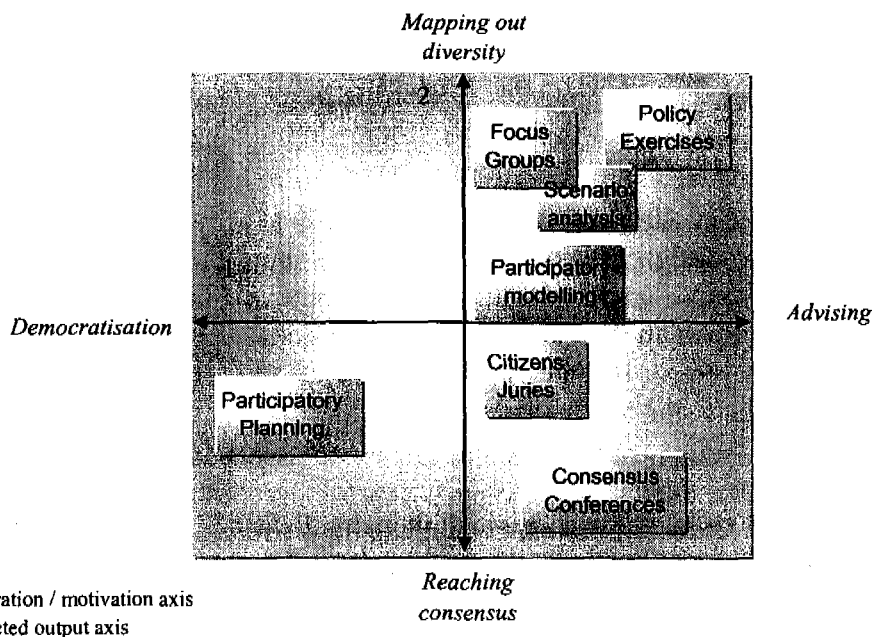 Mapping out
diversity
2
Focus
Groups
Policy
Exercises
Scenario
analysis
1
Participatory
modelling
Democratisation
Advising
Citizens
Juries
Participatory
Planning
Consensus
Conferences
Reaching
consensus
ration / motivation axis
cted output axis